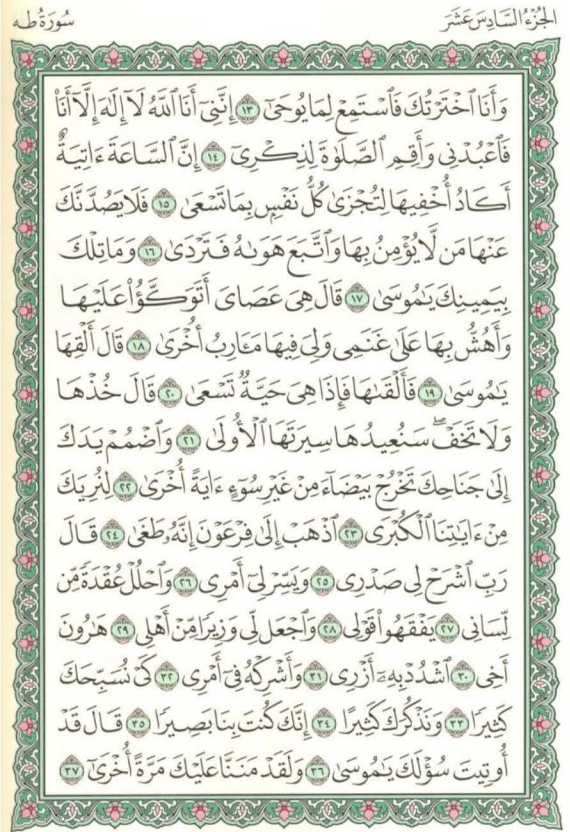 الجُزْءُ السَّادِسَ عَشَرَ
سُورَةُ طه
وَأَنَا ٱخْتَرْتُكَ فَٱسْتَمِعْ لِمَا يُوحَىٰٓ ١٣ إِنَّنِىٓ أَنَا ٱللَّهُ لَآ إِلَٰهَ إِلَّآ أَنَا۠
فَٱعْبُدْنِى وَأَقِمِ ٱلصَّلَوٰةَ لِذِكْرِىٓ ١٤ إِنَّ ٱلسَّاعَةَ ءَاتِيَةٌ
أَكَادُ أُخْفِيهَا لِتُجْزَىٰ كُلُّ نَفْسٍۭ بِمَا تَسْعَىٰ ١٥ فَلَا يَصُدَّنَّكَ
عَنْهَا مَن لَّا يُؤْمِنُ بِهَا وَٱتَّبَعَ هَوَىٰهُ فَتَرْدَىٰ ١٦ وَمَا تِلْكَ
بِيَمِينِكَ يَٰمُوسَىٰ ١٧ قَالَ هِىَ عَصَاىَ أَتَوَكَّؤُا۟ عَلَيْهَا
وَأَهُشُّ بِهَا عَلَىٰ غَنَمِى وَلِىَ فِيهَا مَـَٔارِبُ أُخْرَىٰ ١٨ قَالَ أَلْقِهَا
يَٰمُوسَىٰ ١٩ فَأَلْقَىٰهَا فَإِذَا هِىَ حَيَّةٌ تَسْعَىٰ ٢٠ قَالَ خُذْهَا
وَلَا تَخَفْ ۖ سَنُعِيدُهَا سِيرَتَهَا ٱلْأُولَىٰ ٢١ وَٱضْمُمْ يَدَكَ
إِلَىٰ جَنَاحِكَ تَخْرُجْ بَيْضَآءَ مِنْ غَيْرِ سُوٓءٍ ءَايَةً أُخْرَىٰ ٢٢ لِنُرِيَكَ
مِنْ ءَايَٰتِنَا ٱلْكُبْرَى ٢٣ ٱذْهَبْ إِلَىٰ فِرْعَوْنَ إِنَّهُۥ طَغَىٰ ٢٤ قَالَ
رَبِّ ٱشْرَحْ لِى صَدْرِى ٢٥ وَيَسِّرْ لِىٓ أَمْرِى ٢٦ وَٱحْلُلْ عُقْدَةً مِّن
لِّسَانِى ٢٧ يَفْقَهُوا۟ قَوْلِى ٢٨ وَٱجْعَل لِّى وَزِيرًا مِّنْ أَهْلِى ٢٩ هَٰرُونَ
أَخِى ٣٠ ٱشْدُدْ بِهِۦٓ أَزْرِى ٣١ وَأَشْرِكْهُ فِىٓ أَمْرِى ٣٢ كَىْ نُسَبِّحَكَ
كَثِيرًا ٣٣ وَنَذْكُرَكَ كَثِيرًا ٣٤ إِنَّكَ كُنتَ بِنَا بَصِيرًا ٣٥ قَالَ قَدْ
أُوتِيتَ سُؤْلَكَ يَٰمُوسَىٰ ٣٦ وَلَقَدْ مَنَنَّا عَلَيْكَ مَرَّةً أُخْرَىٰٓ ٣٧